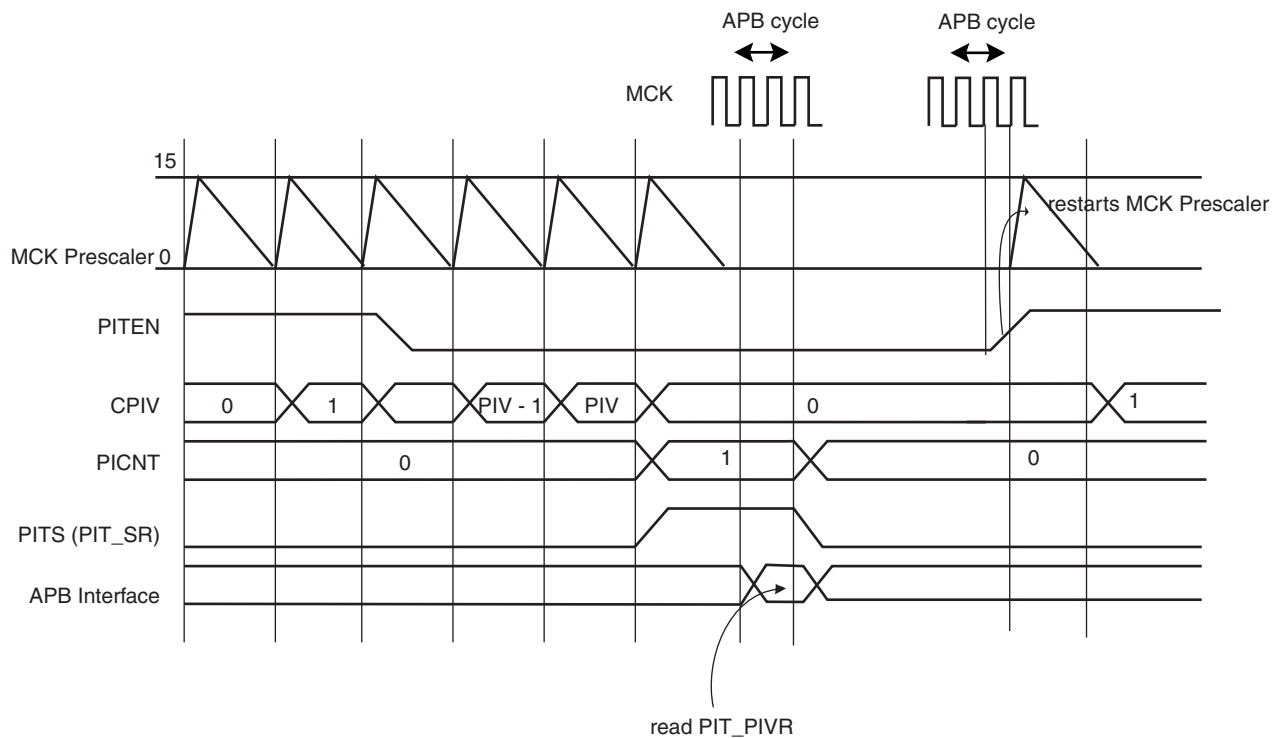 APB cycle
APB cycle
MCK
15
restarts MCK Prescaler
MCK Prescaler 0
PITEN
CPIV
0
1
PIV - 1
PIV
0
1
PICNT
0
1
0
PITS (PIT_SR)
APB Interface
read PIT_PIVR